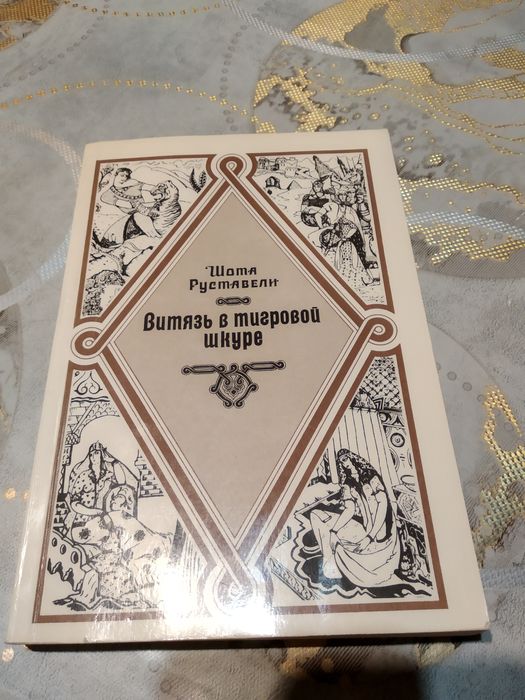 Шота
Руставели
Витязь в тигровой
шкуре